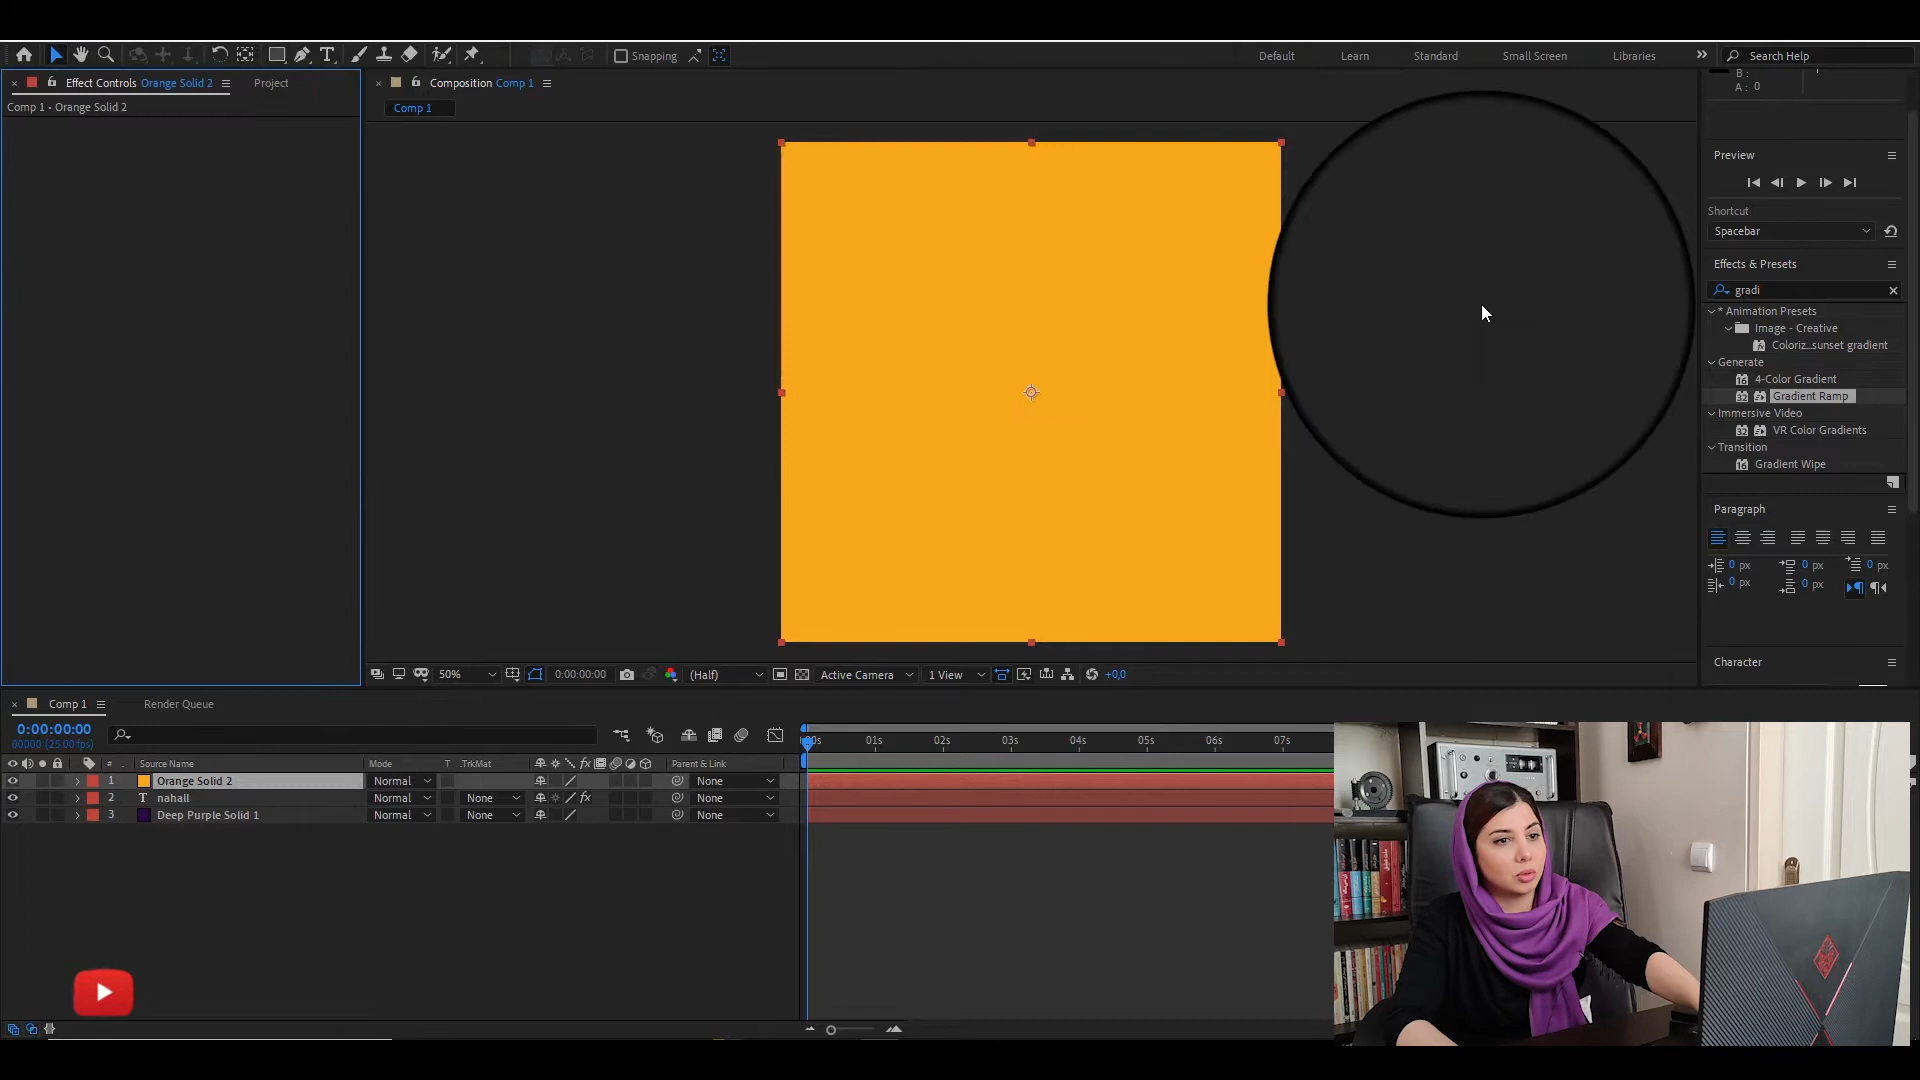 Snapping
Default
Learn
Standard
Small Screen
Libraries
Search Help
Effect Controls Orange Solid 2
Project
Comp 1 • Orange Solid 2
Composition Comp 1
Comp 1
B :
A : 0
Preview
Shortcut
Spacebar
Effects & Presets
gradi
* Animation Presets
Image - Creative
Coloriz...sunset gradient
Generate
4-Color Gradient
Gradient Ramp
Immersive Video
VR Color Gradients
Transition
Gradient Wipe
Paragraph
0 px
0 px
0 px
0 px
0 px
Character
50%
0:00:00:00
(Half)
Active Camera
1 View
+0,0
Comp 1
Render Queue
0:00:00:00
00000 (25.00 fps)
00s
01s
02s
03s
04s
05s
06s
07s
#
Source Name
Mode
T
.TrkMat
Parent & Link
1
Orange Solid 2
Normal
None
2
T
nahall
Normal
None
None
3
Deep Purple Solid 1
Normal
None
None